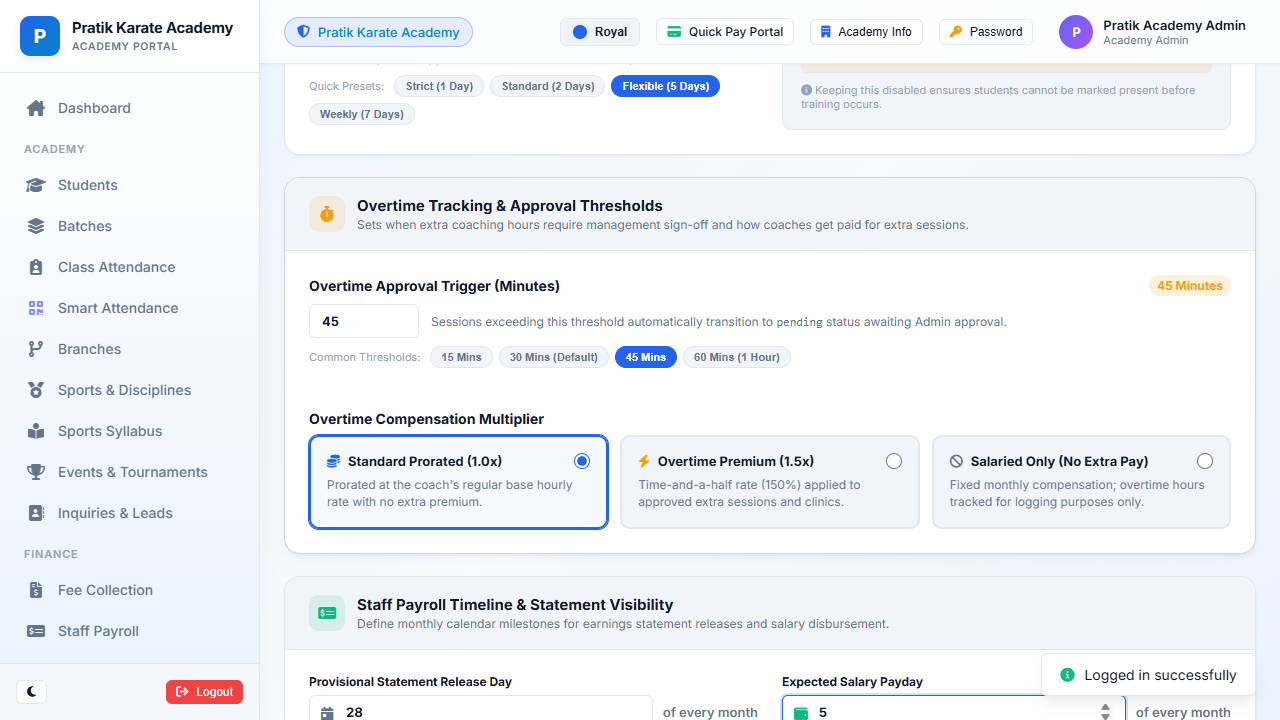 P
Pratik Karate Academy
ACADEMY PORTAL
Pratik Karate Academy
Royal
Quick Pay Portal
Academy Info
Password
P
Pratik Academy Admin
Academy Admin
Dashboard
ACADEMY
Students
Batches
Class Attendance
Smart Attendance
Branches
Sports & Disciplines
Sports Syllabus
Events & Tournaments
Inquiries & Leads
FINANCE
Fee Collection
Staff Payroll
Logout
Quick Presets:
Strict (1 Day)
Standard (2 Days)
Flexible (5 Days)
Weekly (7 Days)
Keeping this disabled ensures students cannot be marked present before
training occurs.
Overtime Tracking & Approval Thresholds
Sets when extra coaching hours require management sign-off and how coaches get paid for extra sessions.
Overtime Approval Trigger (Minutes)
45 Minutes
45
Sessions exceeding this threshold automatically transition to pending status awaiting Admin approval.
Common Thresholds:
15 Mins
30 Mins (Default)
45 Mins
60 Mins (1 Hour)
Overtime Compensation Multiplier
Standard Prorated (1.0x)
Prorated at the coach's regular base hourly
rate with no extra premium.
Overtime Premium (1.5x)
Time-and-a-half rate (150%) applied to
approved extra sessions and clinics.
Salaried Only (No Extra Pay)
Fixed monthly compensation; overtime hours
tracked for logging purposes only.
Staff Payroll Timeline & Statement Visibility
Define monthly calendar milestones for earnings statement releases and salary disbursement.
Provisional Statement Release Day
28
of every month
Expected Salary Payday
5
of every month
Logged in successfully